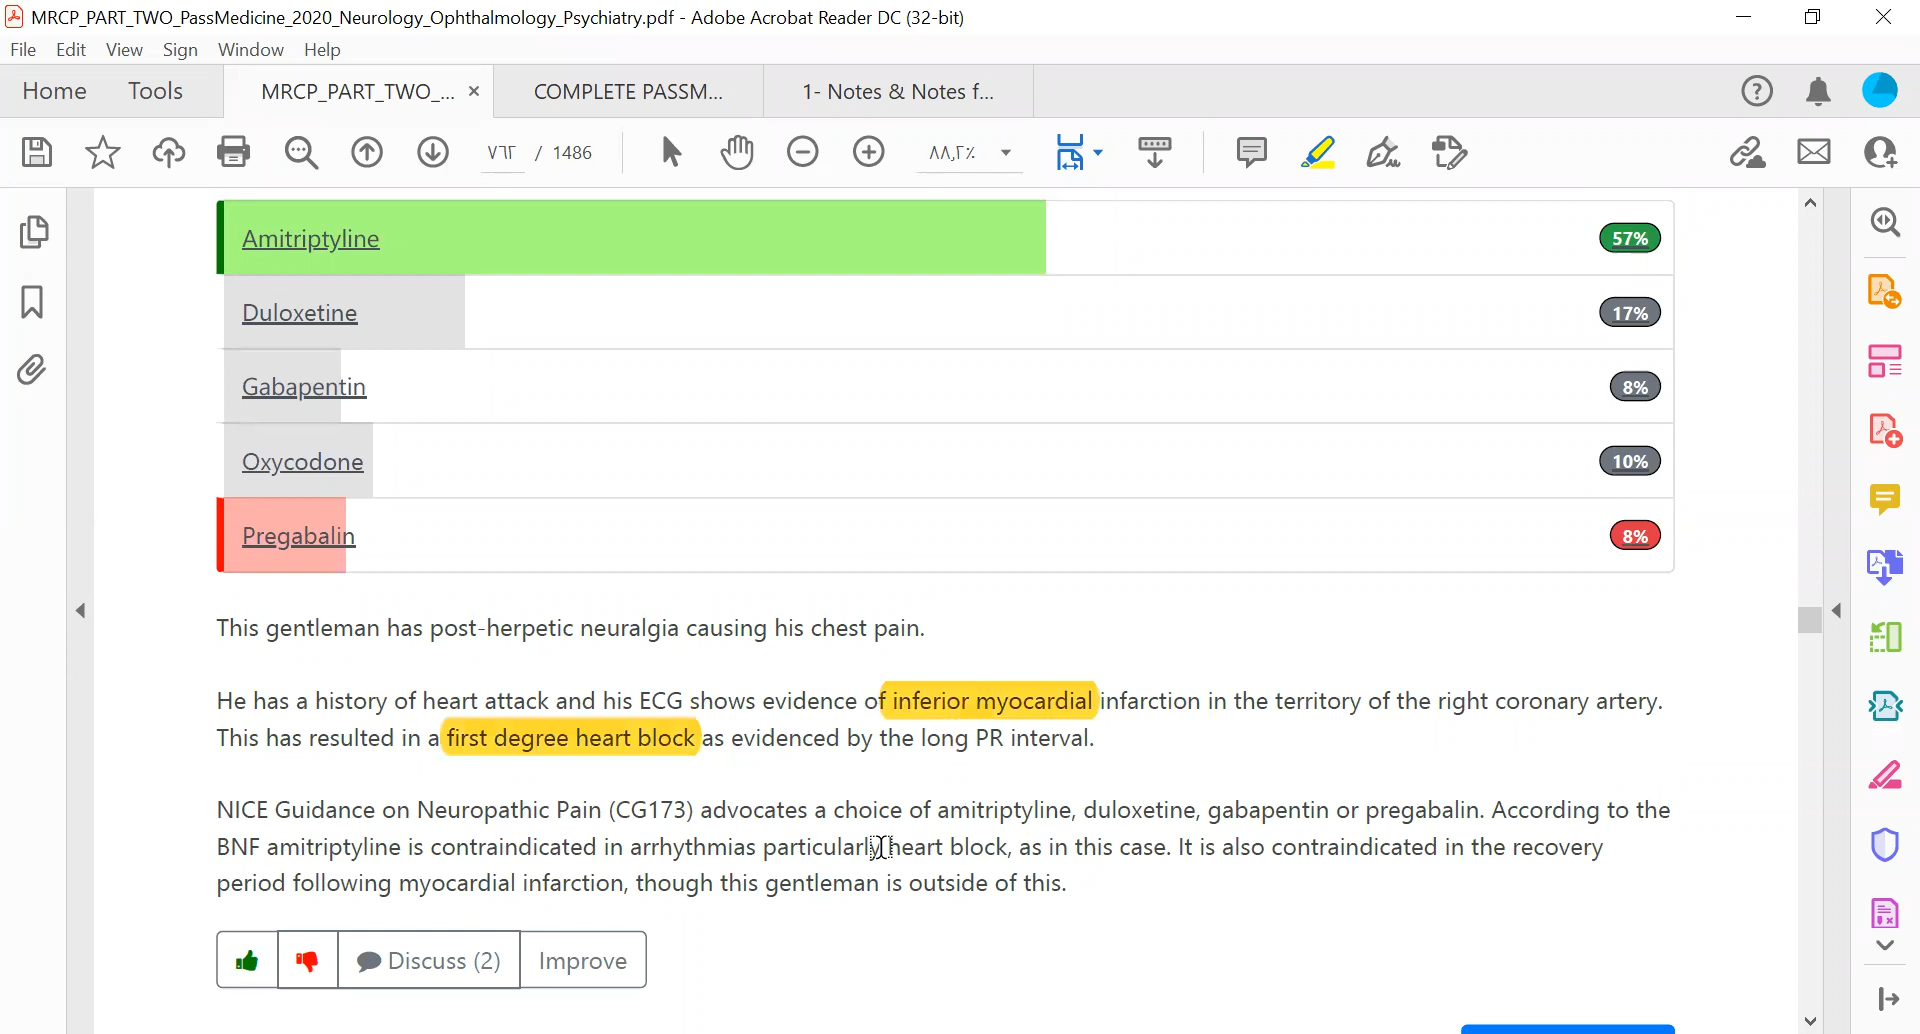 MRCP_PART_TWO_PassMedicine_2020_Neurology_Ophthalmology_Psychiatry.pdf - Adobe Acrobat Reader DC (32-bit)
File Edit View Sign Window Help
Home Tools MRCP_PART_TWO_... × COMPLETE PASSM... 1- Notes & Notes f...
٧٦٣ / 1486 ٨٨,٢٪
Amitriptyline 57%
Duloxetine 17%
Gabapentin 8%
Oxycodone 10%
Pregabalin 8%
This gentleman has post-herpetic neuralgia causing his chest pain.
He has a history of heart attack and his ECG shows evidence of inferior myocardial infarction in the territory of the right coronary artery.
This has resulted in a first degree heart block as evidenced by the long PR interval.
NICE Guidance on Neuropathic Pain (CG173) advocates a choice of amitriptyline, duloxetine, gabapentin or pregabalin. According to the
BNF amitriptyline is contraindicated in arrhythmias particularly heart block, as in this case. It is also contraindicated in the recovery
period following myocardial infarction, though this gentleman is outside of this.
Discuss (2) Improve